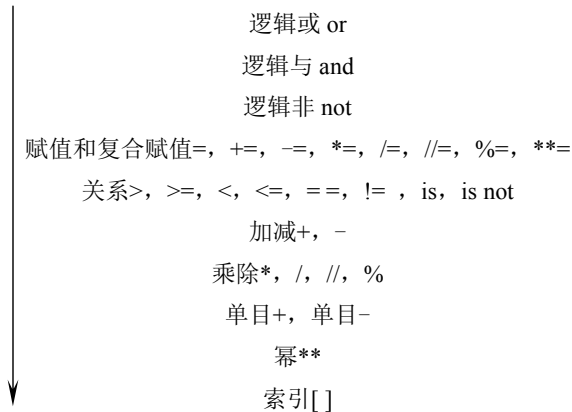 逻辑或 or
逻辑与 and
逻辑非 not
赋值和复合赋值=，+=，−=，*=，/=，//=，%=，**=
关系>，>=，<，<=，= =，!= ，is，is not
加减+，−
乘除*，/，//，%
单目+，单目−
幂**
索引[ ]